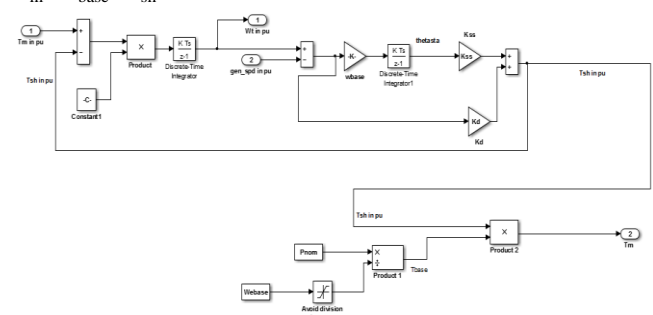 1
Tm in pu
+
-
X
Product
K Ts
z-1
Discrete-Time
Integrator
1
Wt in pu
2
gen_spd in pu
+
-
-K-
wbase
thetasta
K Ts
z-1
Discrete-Time
Integrator1
Kss
Kss
+
+
Tsh in pu
Tsh in pu
-C-
Constant1
Kd
Kd
Tsh in pu
X
Product 2
2
Tm
Pnom
X
÷
Product 1
Tbase
Webase
Avoid division